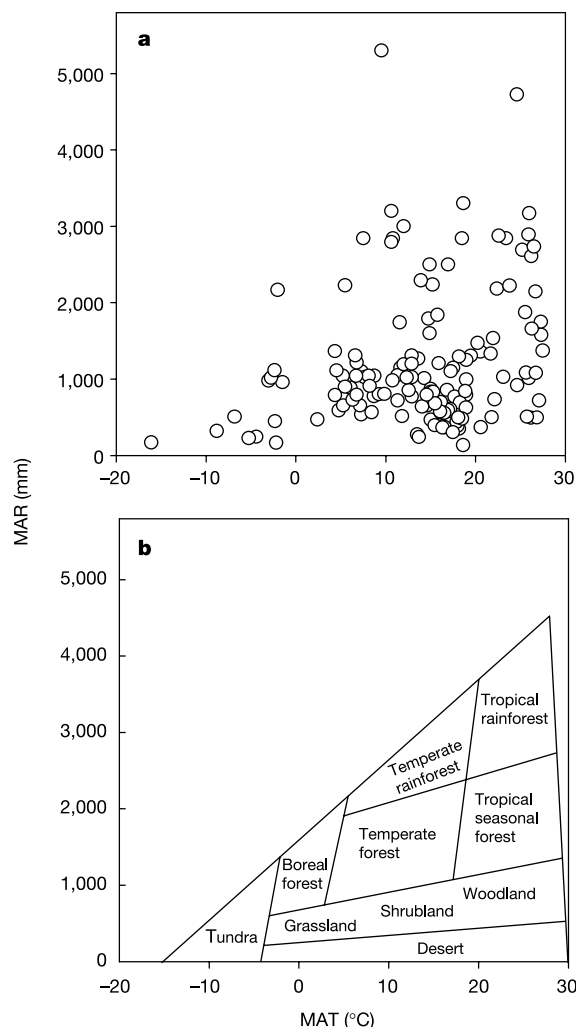 a
5,000
4,000
3,000
2,000
1,000
0
−20 −10 0 10 20 30
MAR (mm)
b
5,000
4,000
3,000
2,000
1,000
0
Tropical
rainforest
Temperate
rainforest
Tropical
seasonal
forest
Temperate
forest
Boreal
forest
Woodland
Shrubland
Grassland
Tundra
Desert
−20 −10 0 10 20 30
MAT (°C)